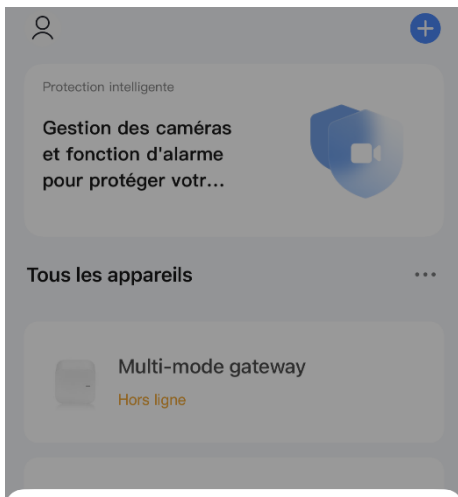 Protection intelligente
Gestion des caméras
et fonction d'alarme
pour protéger votr...
Tous les appareils
Multi-mode gateway
Hors ligne